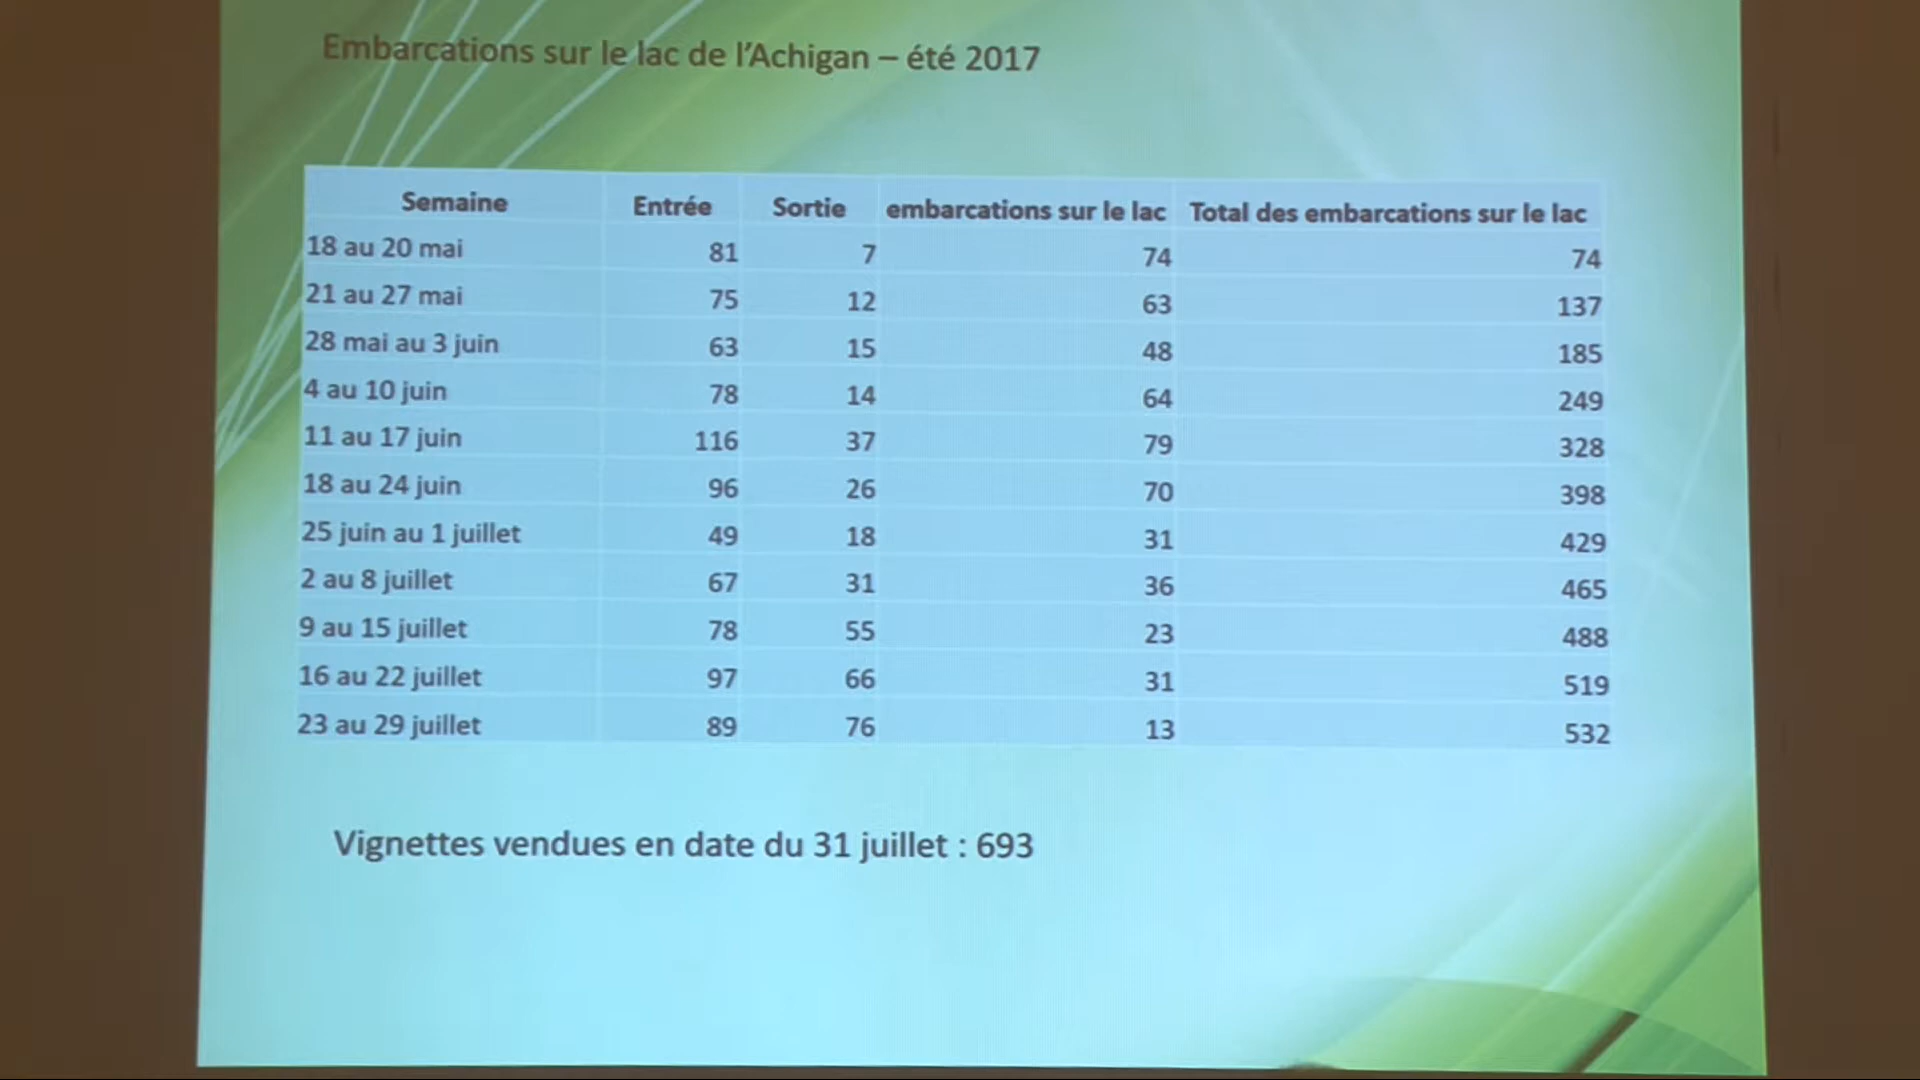 Embarcations sur le lac de l'Achigan – été 2017
Semaine Entrée Sortie embarcations sur le lac Total des embarcations sur le lac
18 au 20 mai 81 7 74 74
21 au 27 mai 75 12 63 137
28 mai au 3 juin 63 15 48 185
4 au 10 juin 78 14 64 249
11 au 17 juin 116 37 79 328
18 au 24 juin 96 26 70 398
25 juin au 1 juillet 49 18 31 429
2 au 8 juillet 67 31 36 465
9 au 15 juillet 78 55 23 488
16 au 22 juillet 97 66 31 519
23 au 29 juillet 89 76 13 532
Vignettes vendues en date du 31 juillet : 693